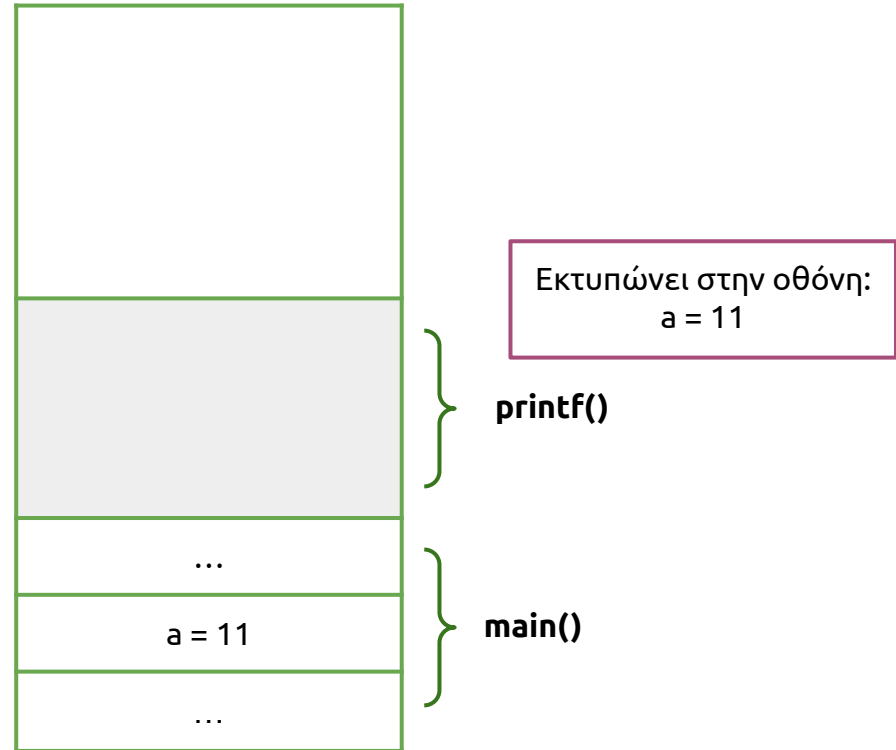 Εκτυπώνει στην οθόνη:
a = 11
printf()
...
a = 11
main()
...